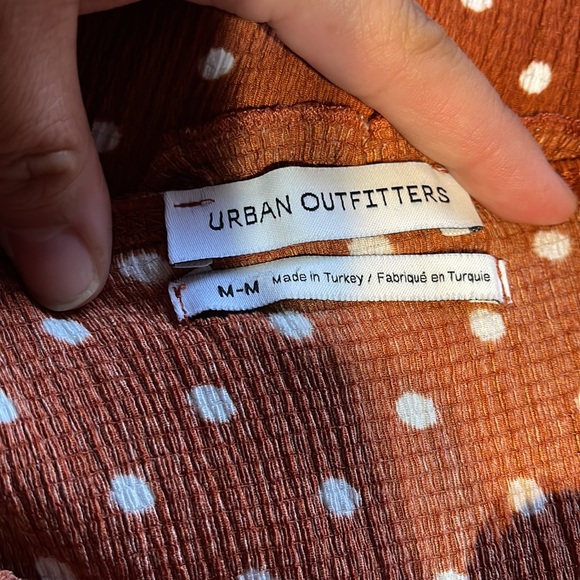 URBAN OUTFITTERS
M-M Made in Turkey / Fabriqué en Turquie